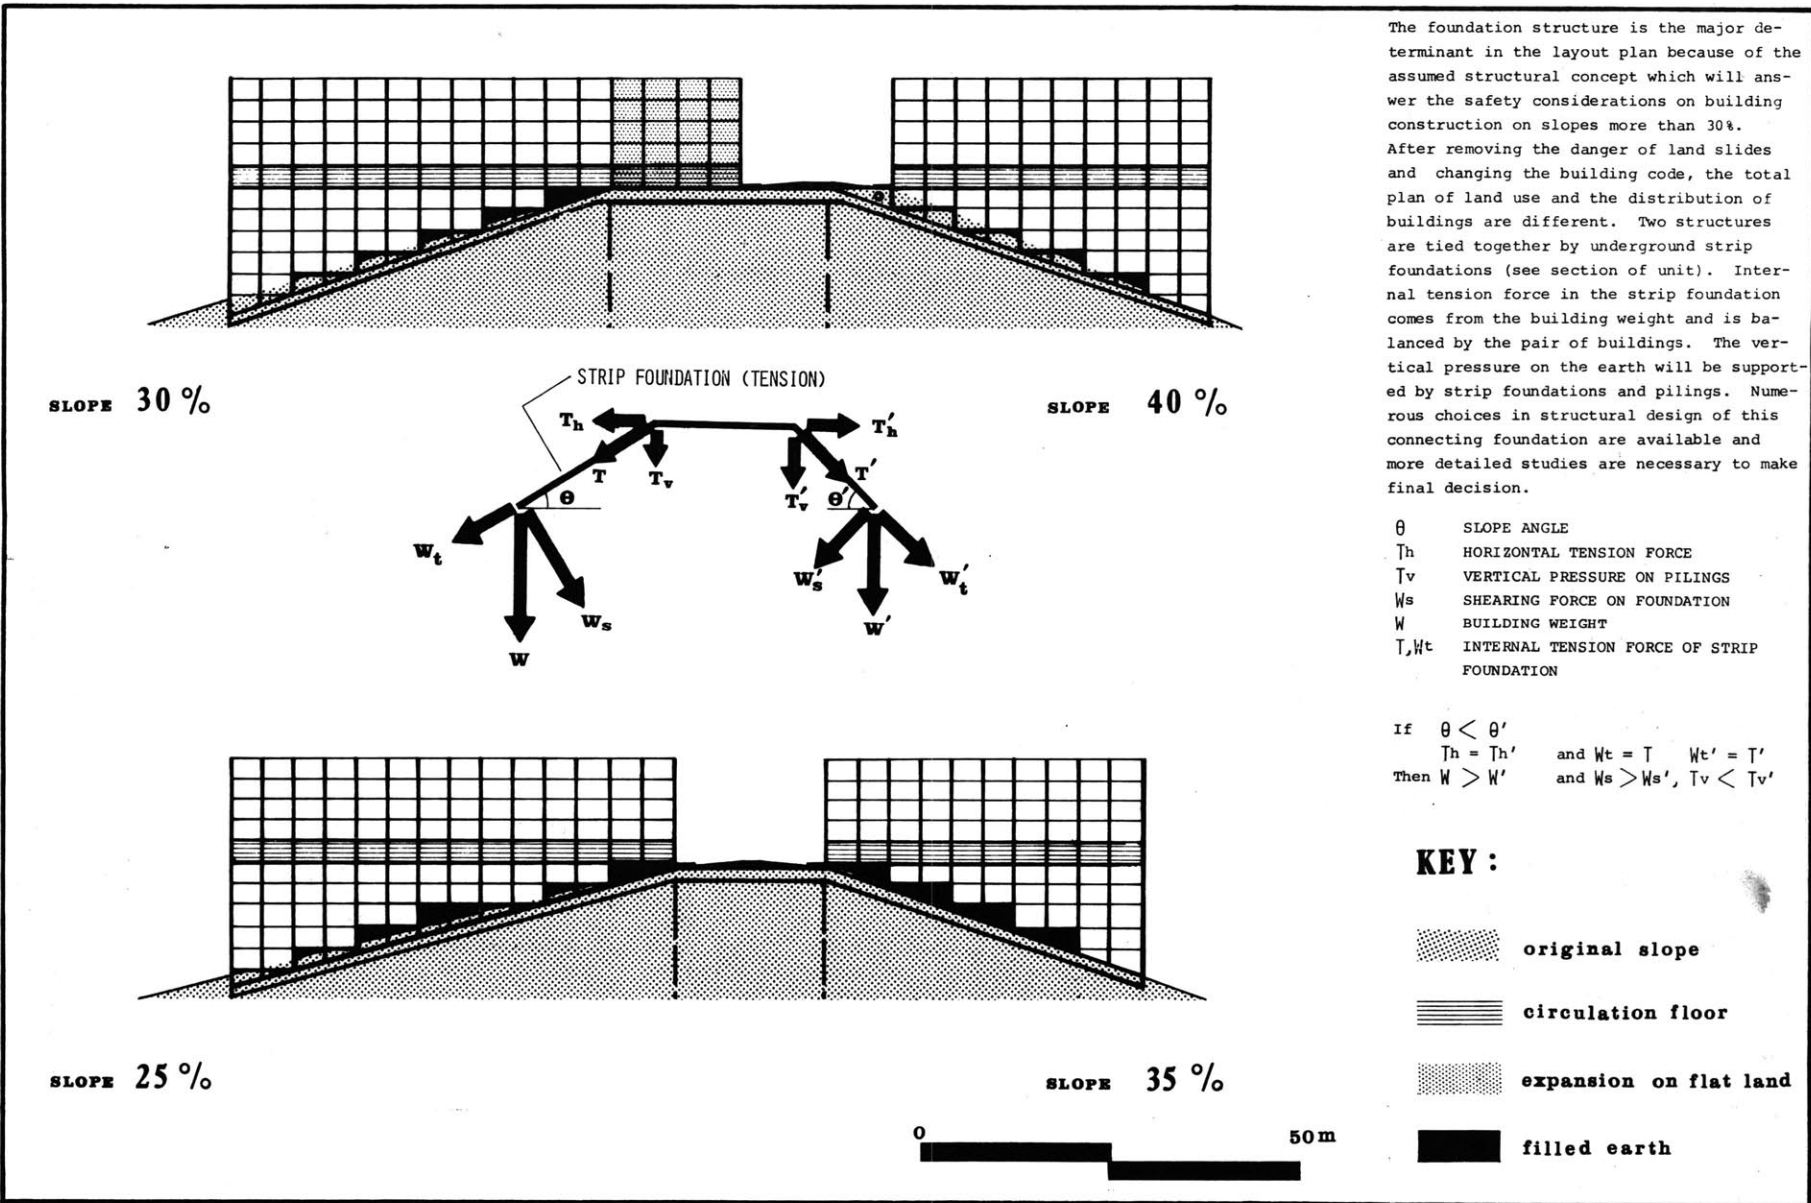 The foundation structure is the major de-
terminant in the layout plan because of the
assumed structural concept which will ans-
wer the safety considerations on building
construction on slopes more than 30%.
After removing the danger of land slides
and changing the building code, the total
plan of land use and the distribution of
buildings are different. Two structures
are tied together by underground strip
foundations (see section of unit). Inter-
nal tension force in the strip foundation
comes from the building weight and is ba-
lanced by the pair of buildings. The ver-
tical pressure on the earth will be support-
ed by strip foundations and pilings. Nume-
rous choices in structural design of this
connecting foundation are available and
more detailed studies are necessary to make
final decision.
SLOPE 30 %
SLOPE 40 %
STRIP FOUNDATION (TENSION)
Th
T
Tv
θ
Wt
W
Ws
Th'
T'
Tv'
θ'
Ws'
Wt'
W'
θ SLOPE ANGLE
Th HORIZONTAL TENSION FORCE
Tv VERTICAL PRESSURE ON PILINGS
Ws SHEARING FORCE ON FOUNDATION
W BUILDING WEIGHT
T,Wt INTERNAL TENSION FORCE OF STRIP
FOUNDATION
If θ < θ'
Th = Th' and Wt = T Wt' = T'
Then W > W' and Ws > Ws', Tv < Tv'
SLOPE 25 %
SLOPE 35 %
KEY :
original slope
circulation floor
expansion on flat land
filled earth
0 50m